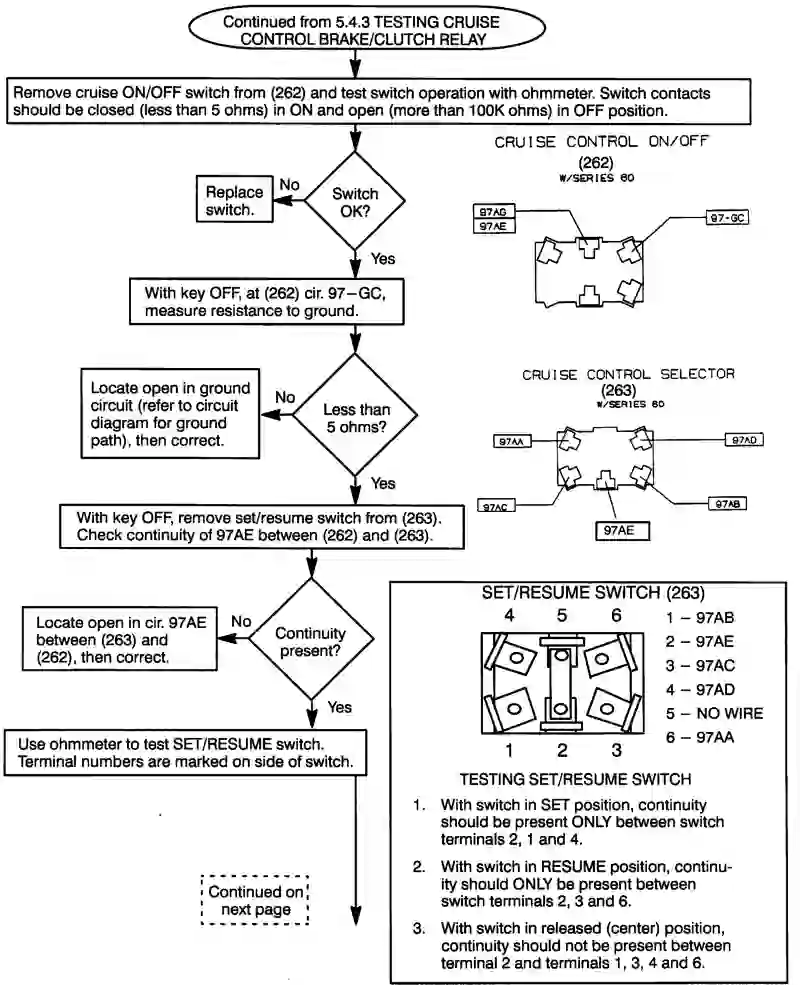 Continued from 5.4.3 TESTING CRUISE
CONTROL BRAKE/CLUTCH RELAY
Remove cruise ON/OFF switch from (262) and test switch operation with ohmmeter. Switch contacts
should be closed (less than 5 ohms) in ON and open (more than 100K ohms) in OFF position.
CRUISE CONTROL ON/OFF
(262)
W/SERIES 60
97AG
97AE
97-GC
Replace
switch.
No
Switch
OK?
Yes
With key OFF, at (262) cir. 97-GC,
measure resistance to ground.
Locate open in ground
circuit (refer to circuit
diagram for ground
path), then correct.
No
Less than
5 ohms?
Yes
CRUISE CONTROL SELECTOR
(263)
W/SERIES 60
97AA
97AD
97AC
97AB
97AE
With key OFF, remove set/resume switch from (263).
Check continuity of 97AE between (262) and (263).
Locate open in cir. 97AE
between (263) and
(262), then correct.
No
Continuity
present?
Yes
Use ohmmeter to test SET/RESUME switch.
Terminal numbers are marked on side of switch.
Continued on
next page
SET/RESUME SWITCH (263)
4 5 6
1 2 3
1 - 97AB
2 - 97AE
3 - 97AC
4 - 97AD
5 - NO WIRE
6 - 97AA
TESTING SET/RESUME SWITCH
1. With switch in SET position, continuity
should be present ONLY between switch
terminals 2, 1 and 4.
2. With switch in RESUME position, continu-
ity should ONLY be present between
switch terminals 2, 3 and 6.
3. With switch in released (center) position,
continuity should not be present between
terminal 2 and terminals 1, 3, 4 and 6.